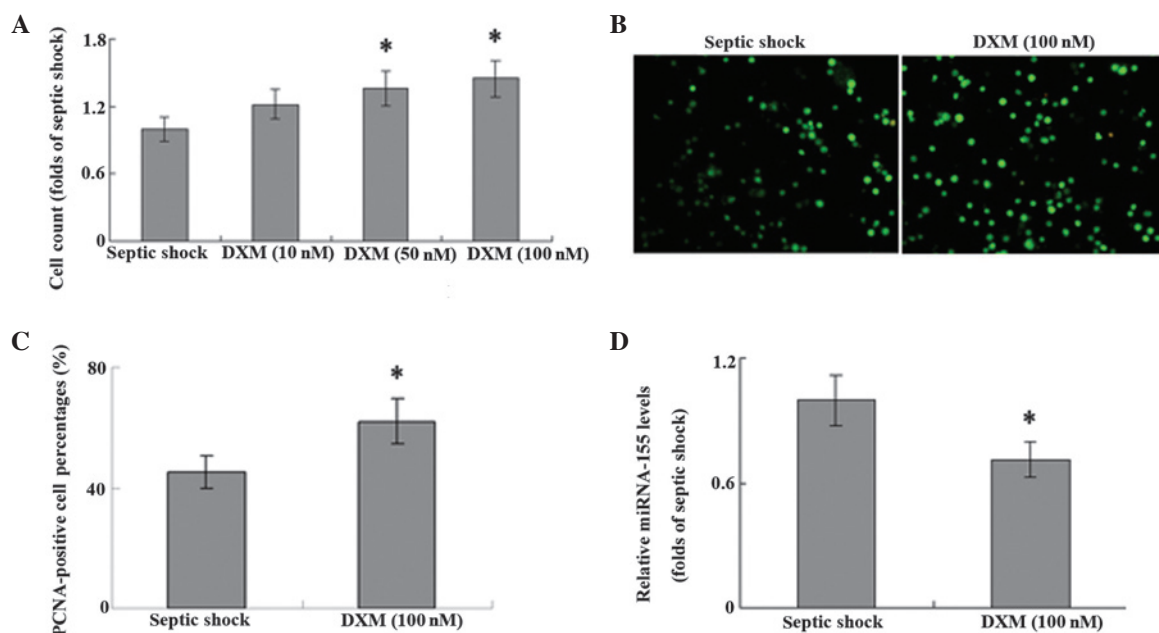 A
Cell count (folds of septic shock)
1.8
1.2
0.6
0
*
*
Septic shock
DXM (10 nM)
DXM (50 nM)
DXM (100 nM)
B
Septic shock
DXM (100 nM)
C
PCNA-positive cell percentages (%)
80
40
0
*
Septic shock
DXM (100 nM)
D
Relative miRNA-155 levels
(folds of septic shock)
1.2
0.6
0
*
Septic shock
DXM (100 nM)